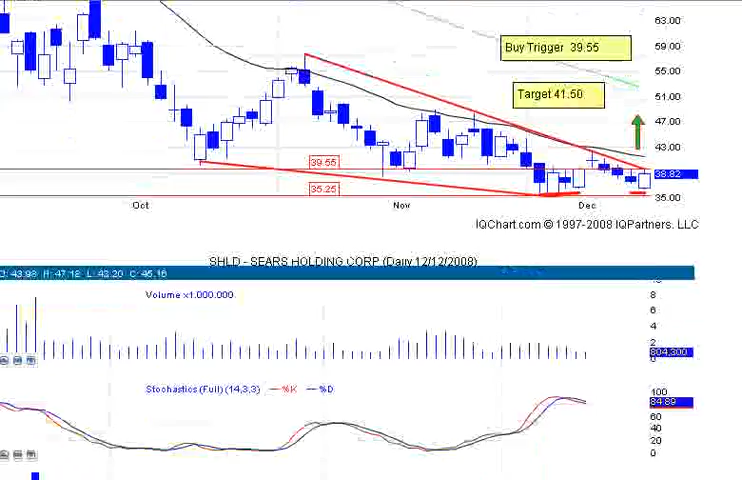 63.00
Buy Trigger 39.55
59.00
55.00
Target 41.50
51.00
47.00
43.00
39.55
38.82
35.25
35.00
Oct Nov Dec
IQChart.com © 1997-2008 IQPartners. LLC
SHLD - SEARS HOLDING CORP (Daily 12/12/2008)
O: 43.98 H: 47.18 L: 43.20 C: 45.16
Volume x1.000.000
8
6
4
2
804,300
Stochastics (Full) (14,3,3) %K %D
100
84.89
60
40
20
0